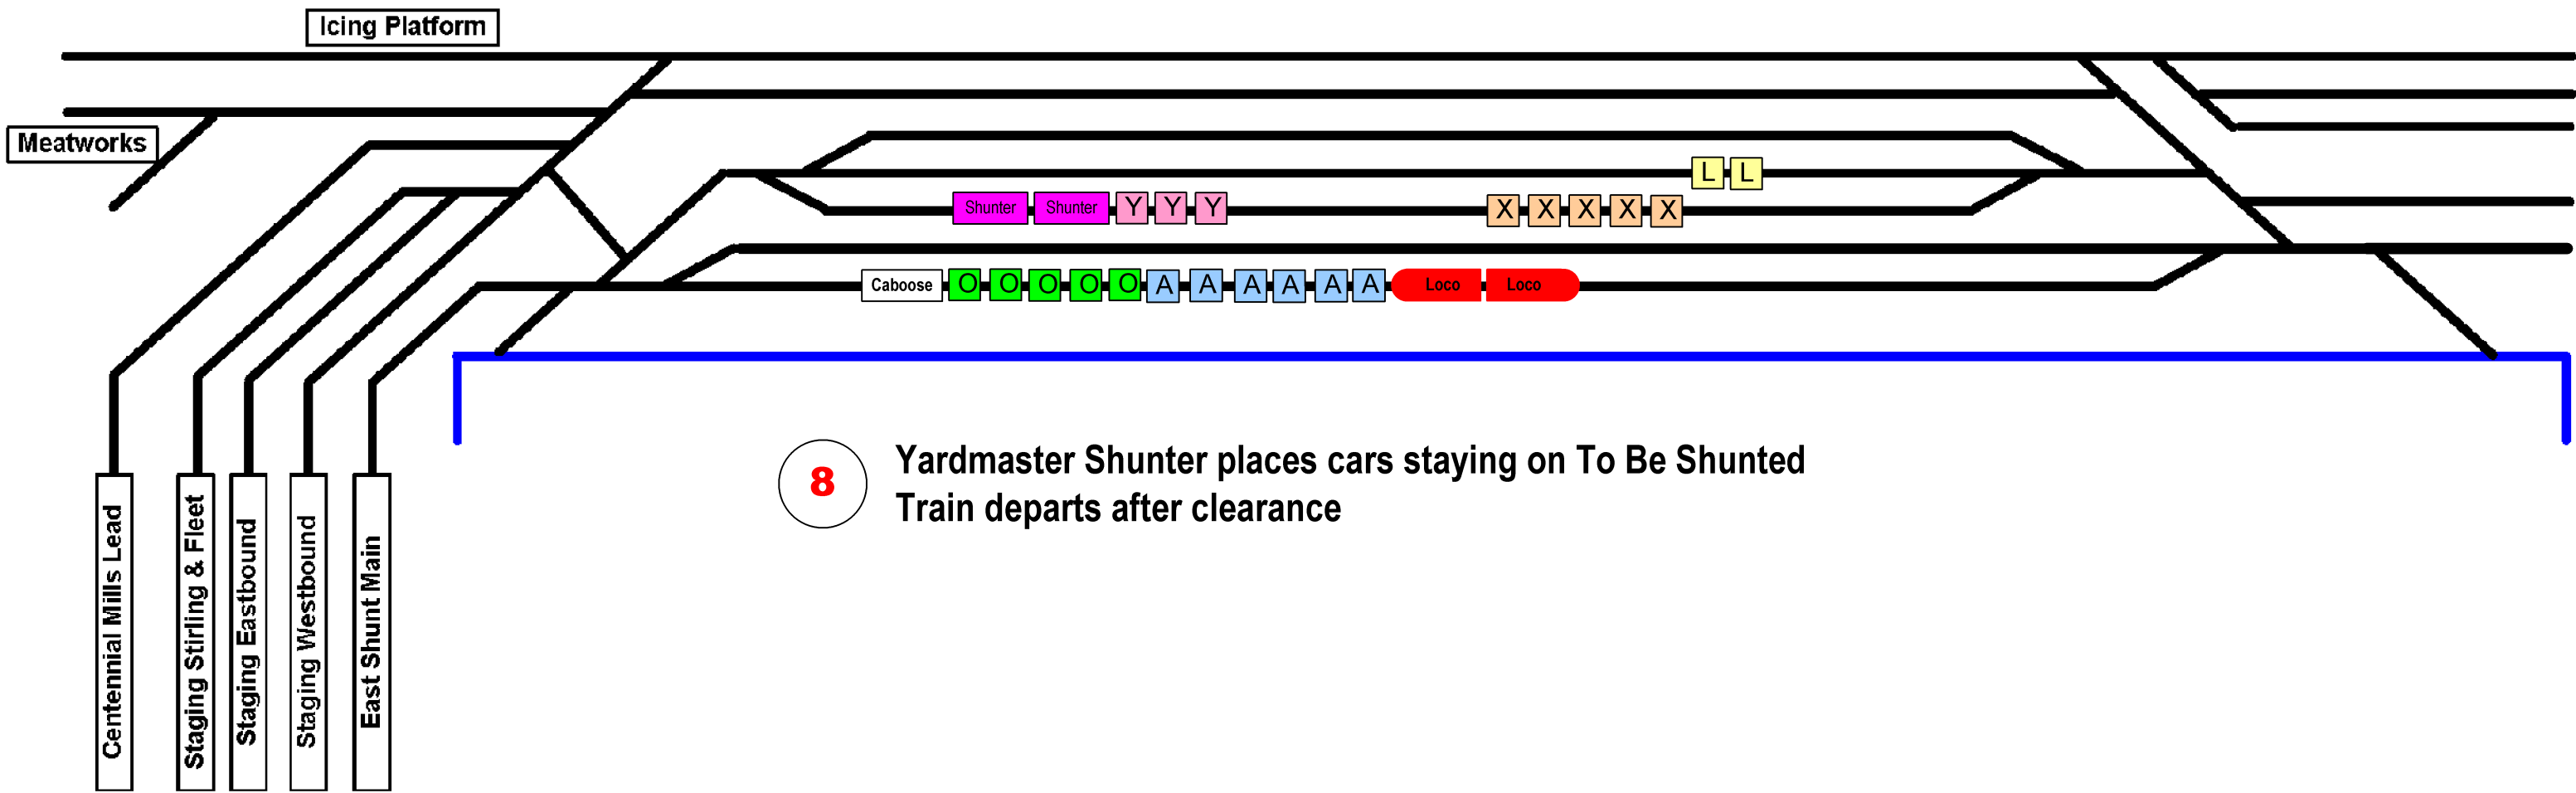 Icing Platform
Meatworks
L L
Shunter Shunter Y Y Y X X X X X
Caboose O O O O O A A A A A A Loco Loco
8
Yardmaster Shunter places cars staying on To Be Shunted
Train departs after clearance
Centennial Mills Lead
Staging Stirling & Fleet
Staging Eastbound
Staging Westbound
East Shunt Main